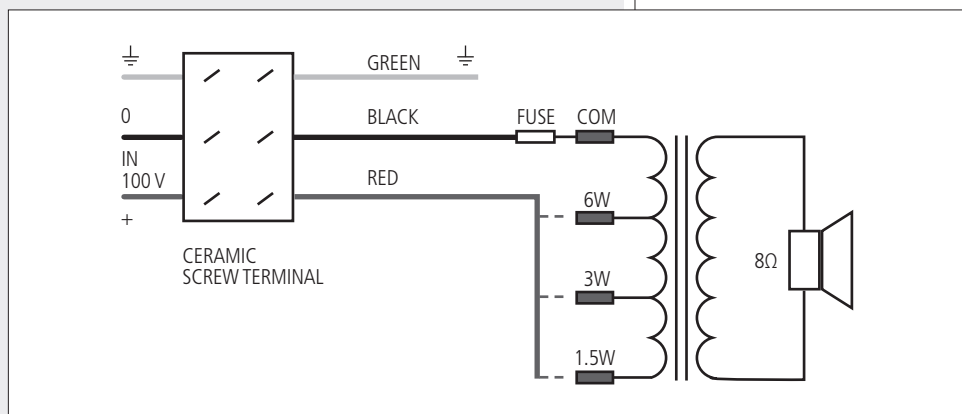 GREEN
0
BLACK
FUSE
COM
IN
100 V
RED
+
6W
CERAMIC
SCREW TERMINAL
8Ω
3W
1.5W